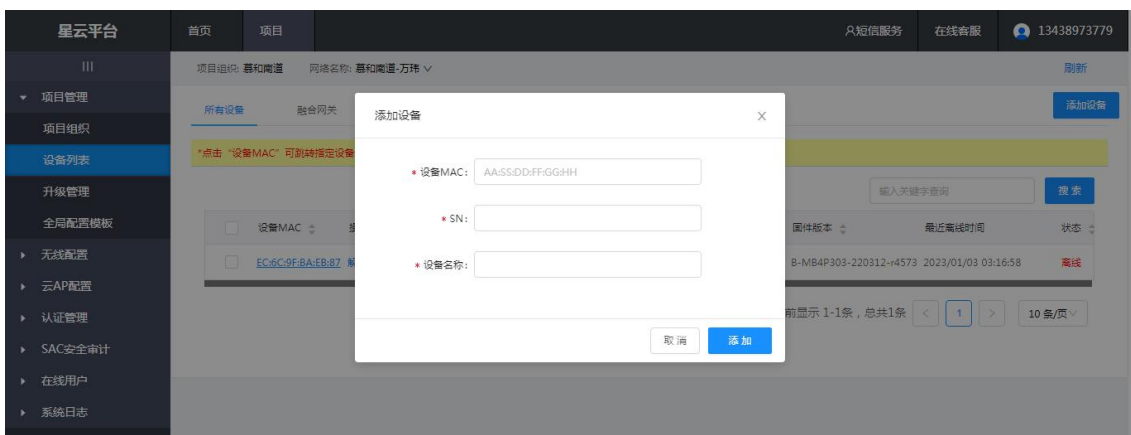 星云平台 首页 项目 短信服务 在线客服 13438973779
项目组织: 慕和南道 网络名称: 慕和南道-万玮 刷新
项目管理
所有设备 融合网关 添加设备
项目组织
设备列表
*点击“设备MAC”可跳转指定设备
升级管理
输入关键字查询 搜索
全局配置模板
设备MAC 固件版本 最近离线时间 状态
无线配置
EC:6C:9F:BA:EB:87 B-MB4P303-220312-r4573 2023/01/03 03:16:58 离线
云AP配置
前显示 1-1条，总共1条 < 1 > 10 条/页
认证管理
SAC安全审计
在线用户
系统日志
添加设备 X
* 设备MAC: AA:SS:DD:FF:GG:HH
* SN:
* 设备名称:
取消 添加